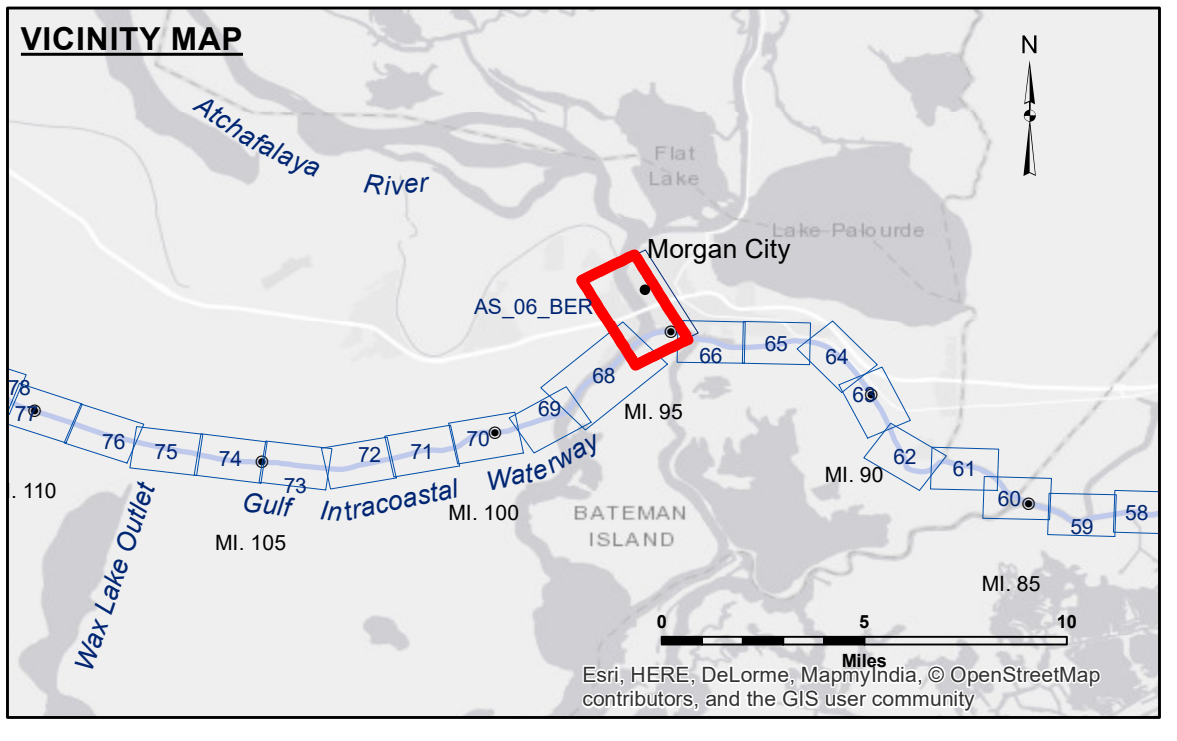 VICINITY MAP
N
Atchafalaya
River
Flat
Lake
Lake Palourde
Morgan City
AS_06_BER
66
65
64
63
62
61
60
59
58
68
69
70
71
72
73
74
75
76
77
78
MI. 95
MI. 90
MI. 85
MI. 100
MI. 105
. 110
Gulf Intracoastal Waterway
Wax Lake Outlet
BATEMAN
ISLAND
0 5 10
Miles
Esri, HERE, DeLorme, MapmyIndia, © OpenStreetMap
contributors, and the GIS user community